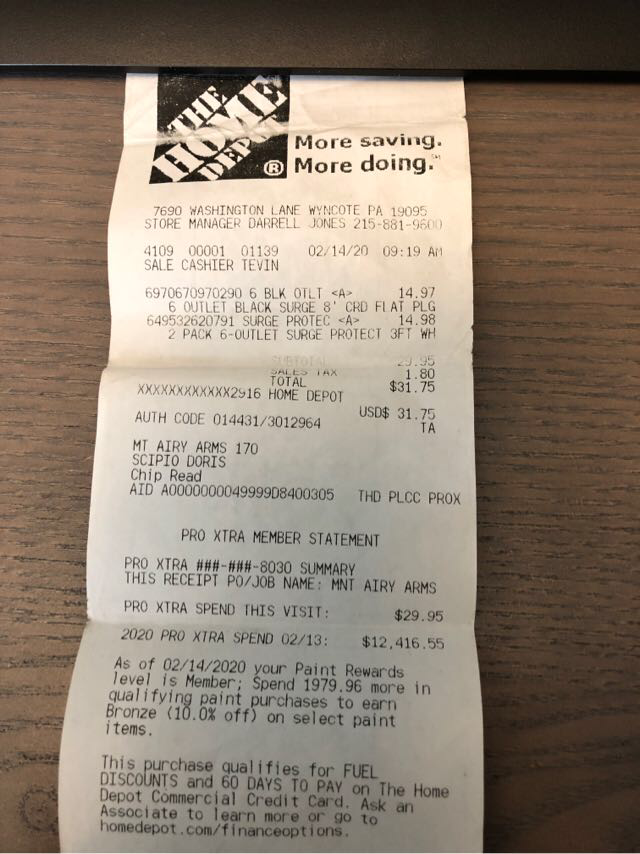 THE
HOME
DEPOT
®
More saving.
More doing.℠
7690 WASHINGTON LANE WYNCOTE PA 19095
STORE MANAGER DARRELL JONES 215-881-9600
4109 00001 01139 02/14/20 09:19 AM
SALE CASHIER TEVIN
6970670970290 6 BLK OTLT <A> 14.97
6 OUTLET BLACK SURGE 8' CRD FLAT PLG
649532620791 SURGE PROTEC <A> 14.98
2 PACK 6-OUTLET SURGE PROTECT 3FT WH
SUBTOTAL 29.95
SALES TAX 1.80
TOTAL $31.75
XXXXXXXXXXXX2916 HOME DEPOT
USD$ 31.75
AUTH CODE 014431/3012964 TA
MT AIRY ARMS 170
SCIPIO DORIS
Chip Read
AID A0000000049999D8400305 THD PLCC PROX
PRO XTRA MEMBER STATEMENT
PRO XTRA ###-###-8030 SUMMARY
THIS RECEIPT PO/JOB NAME: MNT AIRY ARMS
PRO XTRA SPEND THIS VISIT: $29.95
2020 PRO XTRA SPEND 02/13: $12,416.55
As of 02/14/2020 your Paint Rewards
level is Member; Spend 1979.96 more in
qualifying paint purchases to earn
Bronze (10.0% off) on select paint
items.
This purchase qualifies for FUEL
DISCOUNTS and 60 DAYS TO PAY on The Home
Depot Commercial Credit Card. Ask an
Associate to learn more or go to
homedepot.com/financeoptions.